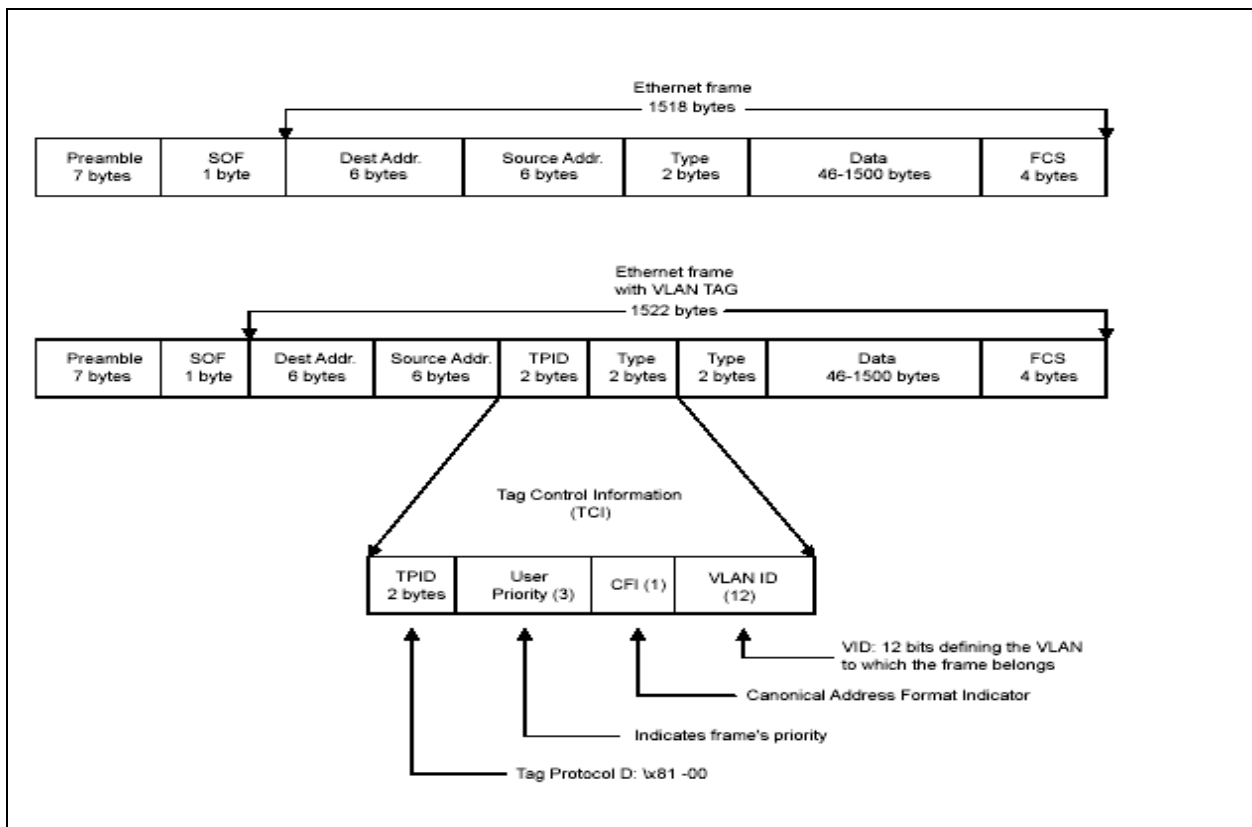 Ethernet frame
1518 bytes
Preamble
7 bytes
SOF
1 byte
Dest Addr.
6 bytes
Source Addr.
6 bytes
Type
2 bytes
Data
46-1500 bytes
FCS
4 bytes
Ethernet frame
with VLAN TAG
1522 bytes
Preamble
7 bytes
SOF
1 byte
Dest Addr.
6 bytes
Source Addr.
6 bytes
TPID
2 bytes
Type
2 bytes
Type
2 bytes
Data
46-1500 bytes
FCS
4 bytes
Tag Control Information
(TCI)
TPID
2 bytes
User
Priority (3)
CFI (1)
VLAN ID
(12)
VID: 12 bits defining the VLAN
to which the frame belongs
Canonical Address Format Indicator
Indicates frame's priority
Tag Protocol D: \x81 -00